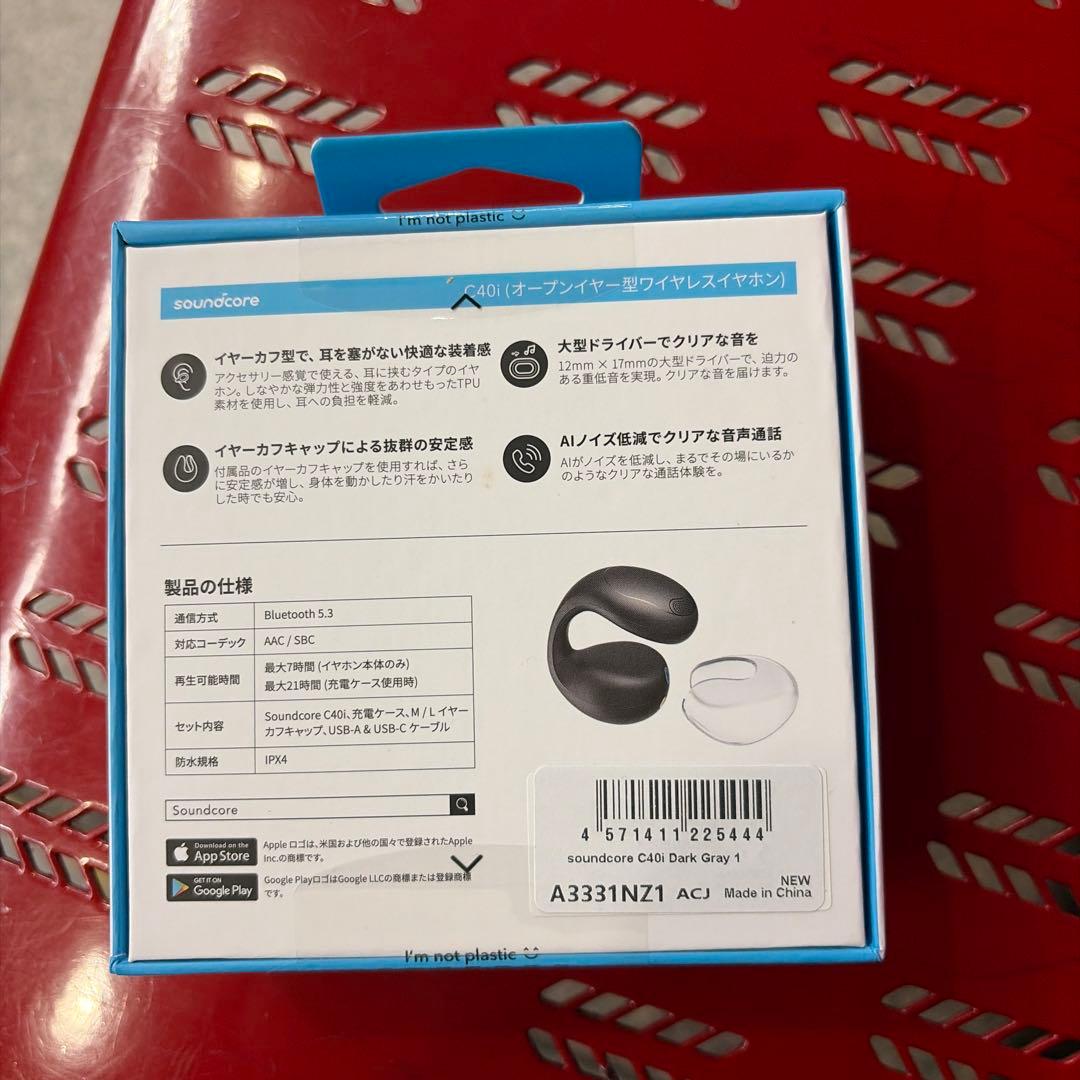 I'm not plastic
soundcore
C40i (オープンイヤー型ワイヤレスイヤホン)
イヤーカフ型で、耳を塞がない快適な装着感
アクセサリー感覚で使える、耳に挟むタイプのイヤ
ホン。しなやかな弾力性と強度をあわせもったTPU
素材を使用し、耳への負担を軽減。
大型ドライバーでクリアな音を
12mm × 17mmの大型ドライバーで、迫力の
ある重低音を実現。クリアな音を届けます。
イヤーカフキャップによる抜群の安定感
付属品のイヤーカフキャップを使用すれば、さら
に安定感が増し、身体を動かしたり汗をかいたり
した時でも安心。
AIノイズ低減でクリアな音声通話
AIがノイズを低減し、まるでその場にいるか
のようなクリアな通話体験を。
製品の仕様
通信方式 Bluetooth 5.3
対応コーデック AAC / SBC
再生可能時間 最大7時間 (イヤホン本体のみ)
最大21時間 (充電ケース使用時)
セット内容 Soundcore C40i、充電ケース、M / L イヤー
カフキャップ、USB-A & USB-C ケーブル
防水規格 IPX4
Soundcore
Download on the
App Store
Apple ロゴは、米国および他の国々で登録されたApple
Inc.の商標です。
GET IT ON
Google Play
Google PlayロゴはGoogle LLCの商標または登録商標
です。
4 571411 225444
soundcore C40i Dark Gray 1
NEW
A3331NZ1 ACJ Made in China
I'm not plastic